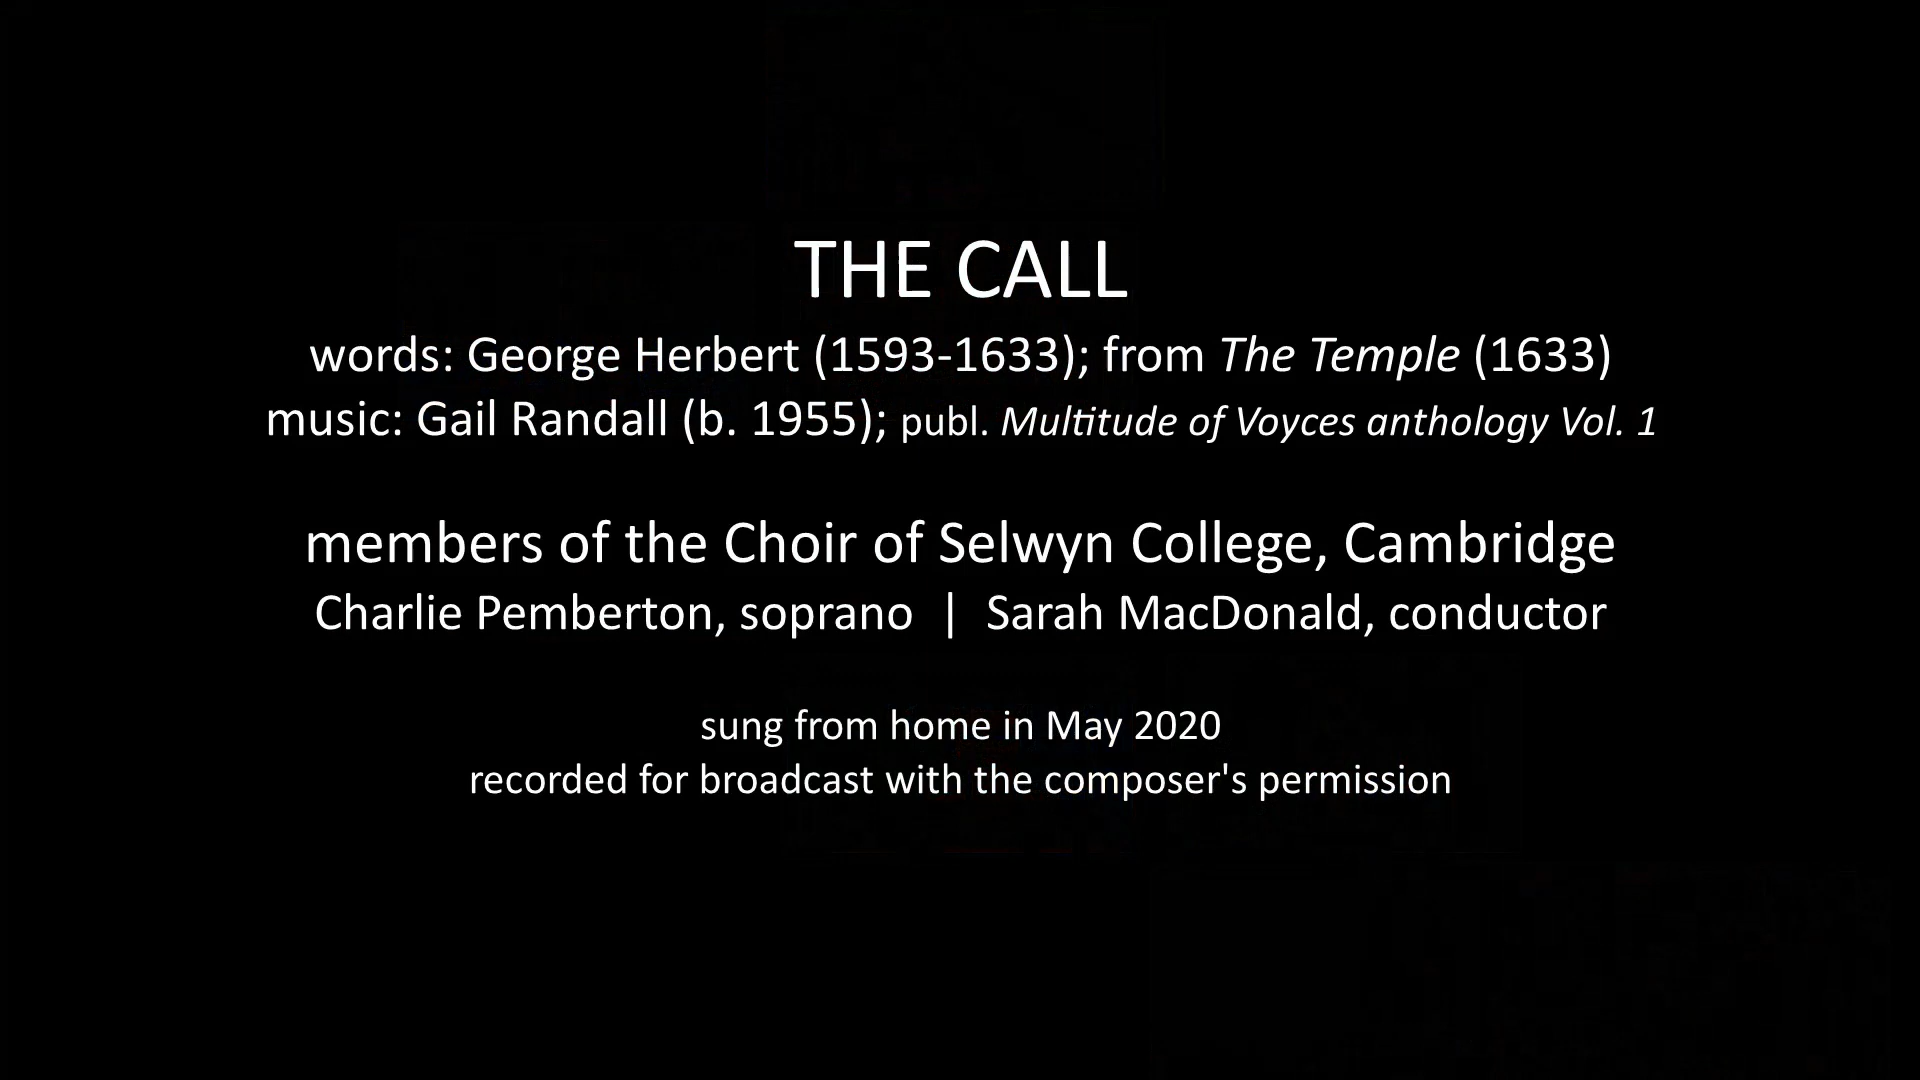 THE CALL
words: George Herbert (1593-1633); from The Temple (1633)
music: Gail Randall (b. 1955); publ. Multitude of Voyces anthology Vol. 1
members of the Choir of Selwyn College, Cambridge
Charlie Pemberton, soprano | Sarah MacDonald, conductor
sung from home in May 2020
recorded for broadcast with the composer's permission